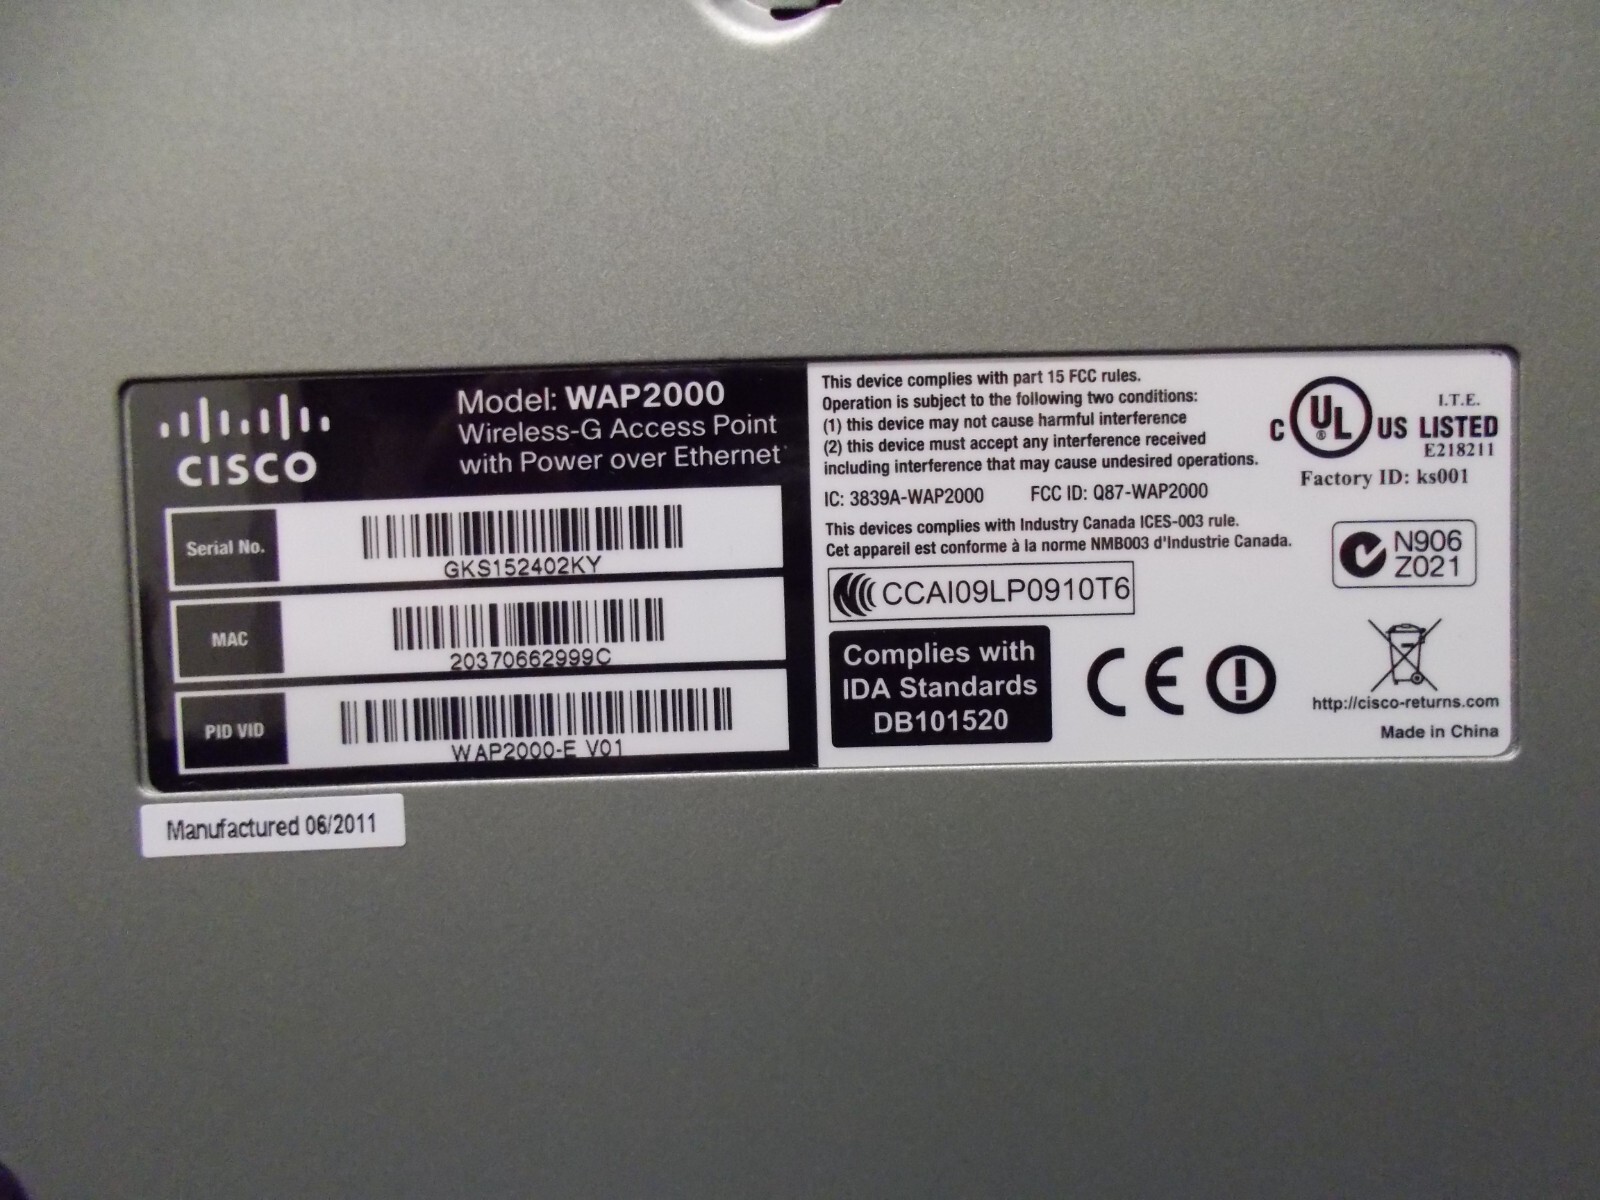 CISCO
Model: WAP2000
Wireless-G Access Point
with Power over Ethernet
Serial No.
GKS152402KY
MAC
20370662999C
PID VID
WAP2000-E V01
Manufactured 06/2011
This device complies with part 15 FCC rules.
Operation is subject to the following two conditions:
(1) this device may not cause harmful interference
(2) this device must accept any interference received
including interference that may cause undesired operations.
IC: 3839A-WAP2000 FCC ID: Q87-WAP2000
This devices complies with Industry Canada ICES-003 rule.
Cet appareil est conforme à la norme NMB003 d'Industrie Canada.
CCAI09LP0910T6
Complies with
IDA Standards
DB101520
CE
C UL® US LISTED
I.T.E.
E218211
Factory ID: ks001
N906
Z021
http://cisco-returns.com
Made in China